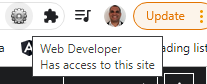 Update
Web Developer
Has access to this site
ading list